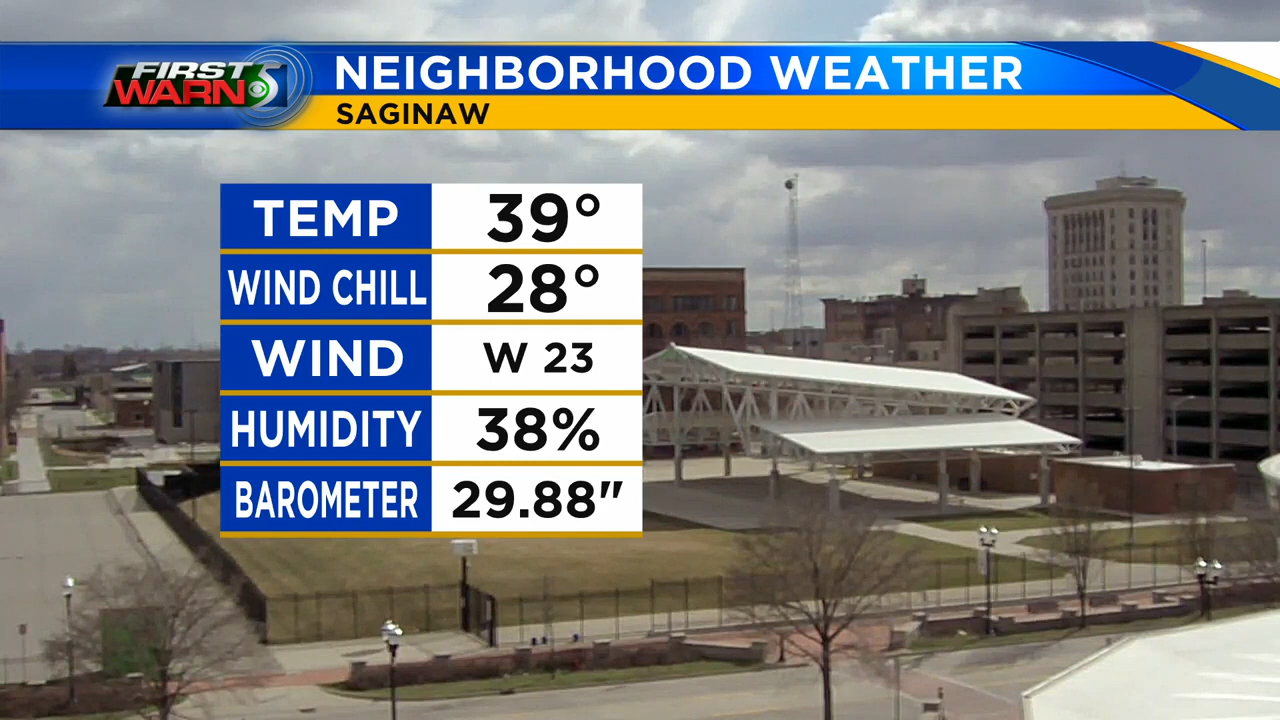 FIRST
WARN 5
NEIGHBORHOOD WEATHER
SAGINAW
TEMP 39°
WIND CHILL 28°
WIND W 23
HUMIDITY 38%
BAROMETER 29.88"